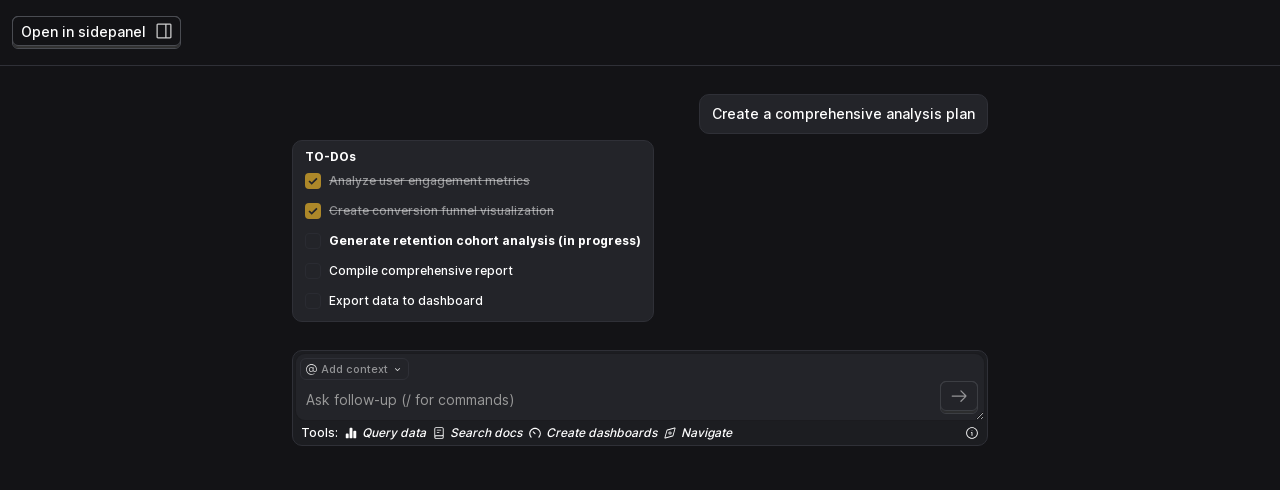 Open in sidepanel
Create a comprehensive analysis plan
TO-DOs
Analyze user engagement metrics
Create conversion funnel visualization
Generate retention cohort analysis (in progress)
Compile comprehensive report
Export data to dashboard
@ Add context
Ask follow-up (/ for commands)
Tools: Query data Search docs Create dashboards Navigate